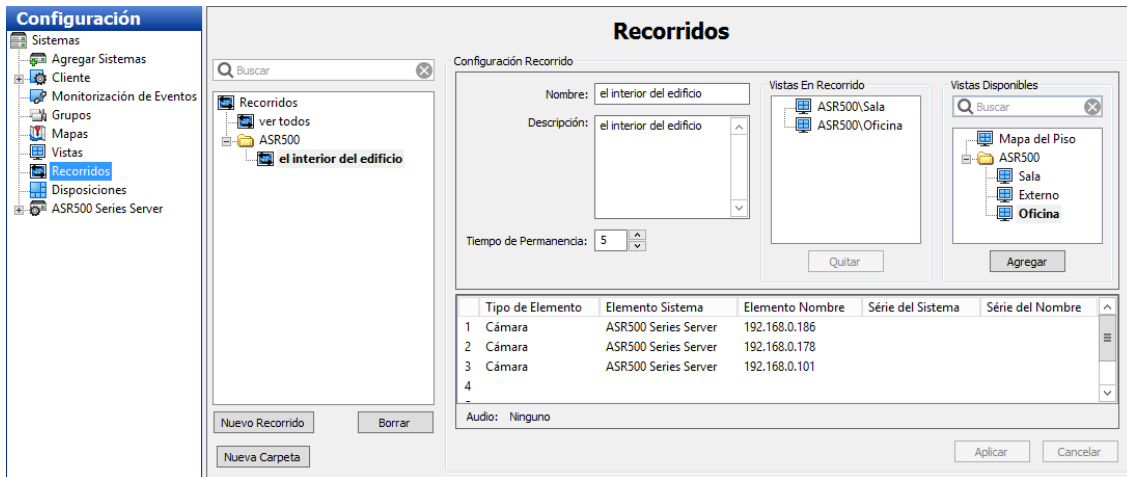 Configuración
Sistemas
Agregar Sistemas
Cliente
Monitorización de Eventos
Grupos
Mapas
Vistas
Recorridos
Disposiciones
ASR500 Series Server
Recorridos
Buscar
Recorridos
ver todos
ASR500
el interior del edificio
Nuevo Recorrido Borrar
Nueva Carpeta
Configuración Recorrido
Nombre: el interior del edificio
Descripción: el interior del edificio
Tiempo de Permanencia: 5
Vistas En Recorrido
ASR500\Sala
ASR500\Oficina
Quitar
Vistas Disponibles
Buscar
Mapa del Piso
ASR500
Sala
Externo
Oficina
Agregar
Tipo de Elemento Elemento Sistema Elemento Nombre Série del Sistema Série del Nombre
1 Cámara ASR500 Series Server 192.168.0.186
2 Cámara ASR500 Series Server 192.168.0.178
3 Cámara ASR500 Series Server 192.168.0.101
4
Audio: Ninguno
Aplicar Cancelar